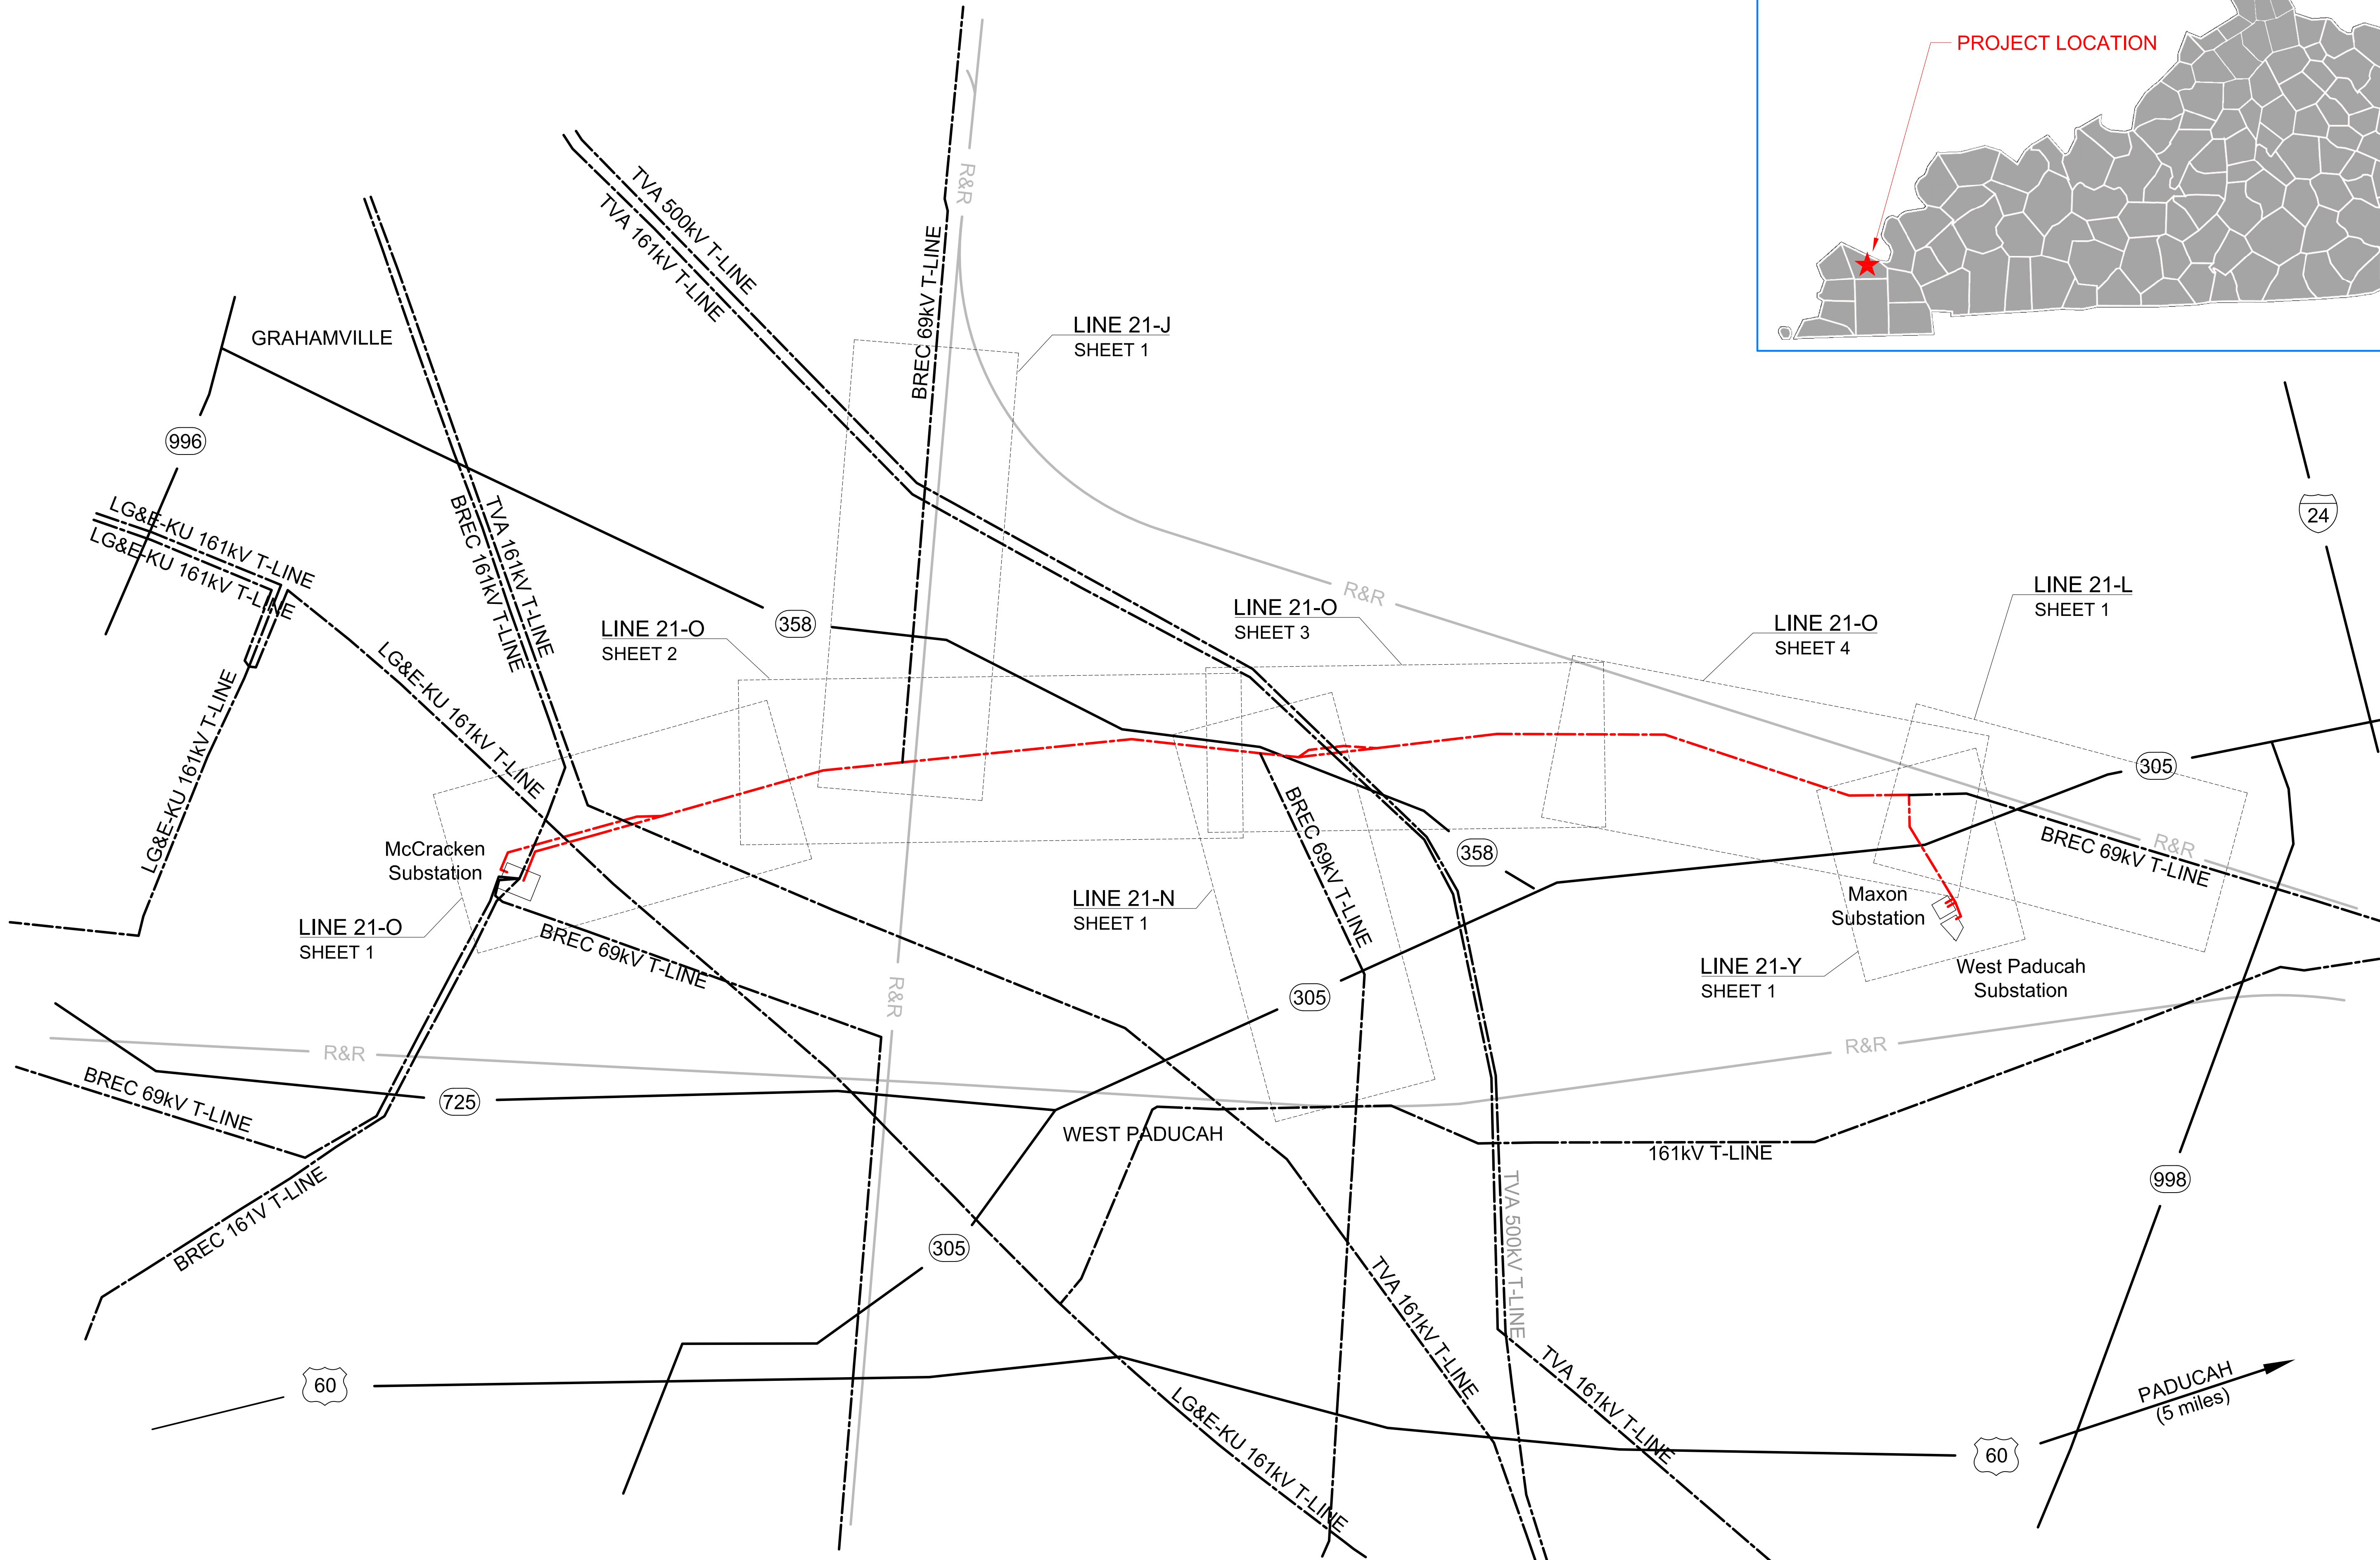 PROJECT LOCATION
R&R
TVA 500kV T-LINE
TVA 161kV T-LINE
BREC 69kV T-LINE
LINE 21-J
SHEET 1
GRAHAMVILLE
996
24
LG&E-KU 161kV T-LINE
LG&E-KU 161kV T-LINE
TVA 161kV T-LINE
BREC 161kV T-LINE
R&R
LINE 21-L
SHEET 1
358
LINE 21-O
SHEET 3
LINE 21-O
SHEET 2
LINE 21-O
SHEET 4
LG&E-KU 161kV T-LINE
LG&E-KU 161kV T-LINE
305
BREC 69kV T-LINE
R&R
BREC 69kV T-LINE
358
McCracken
Substation
Maxon
Substation
LINE 21-N
SHEET 1
LINE 21-O
SHEET 1
BREC 69kV T-LINE
LINE 21-Y
SHEET 1
West Paducah
Substation
R&R
305
R&R
R&R
BREC 69kV T-LINE
725
WEST PADUCAH
161kV T-LINE
998
BREC 161V T-LINE
TVA 500kV T-LINE
305
TVA 161kV T-LINE
TVA 161kV T-LINE
60
PADUCAH
(5 miles)
LG&E-KU 161kV T-LINE
60